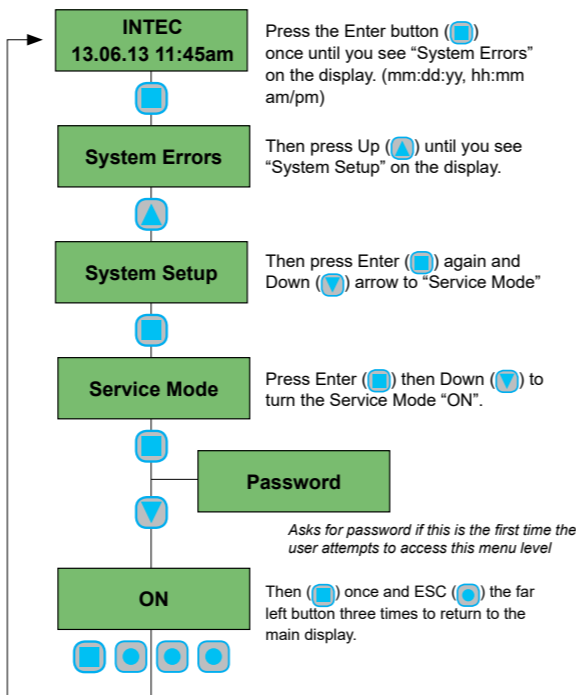 INTEC
13.06.13 11:45am
Press the Enter button ( )
once until you see “System Errors”
on the display. (mm:dd:yy, hh:mm
am/pm)
System Errors
Then press Up ( ) until you see
“System Setup” on the display.
System Setup
Then press Enter ( ) again and
Down ( ) arrow to “Service Mode”
Service Mode
Press Enter ( ) then Down ( ) to
turn the Service Mode “ON”.
Password
Asks for password if this is the first time the
user attempts to access this menu level
ON
Then ( ) once and ESC ( ) the far
left button three times to return to the
main display.